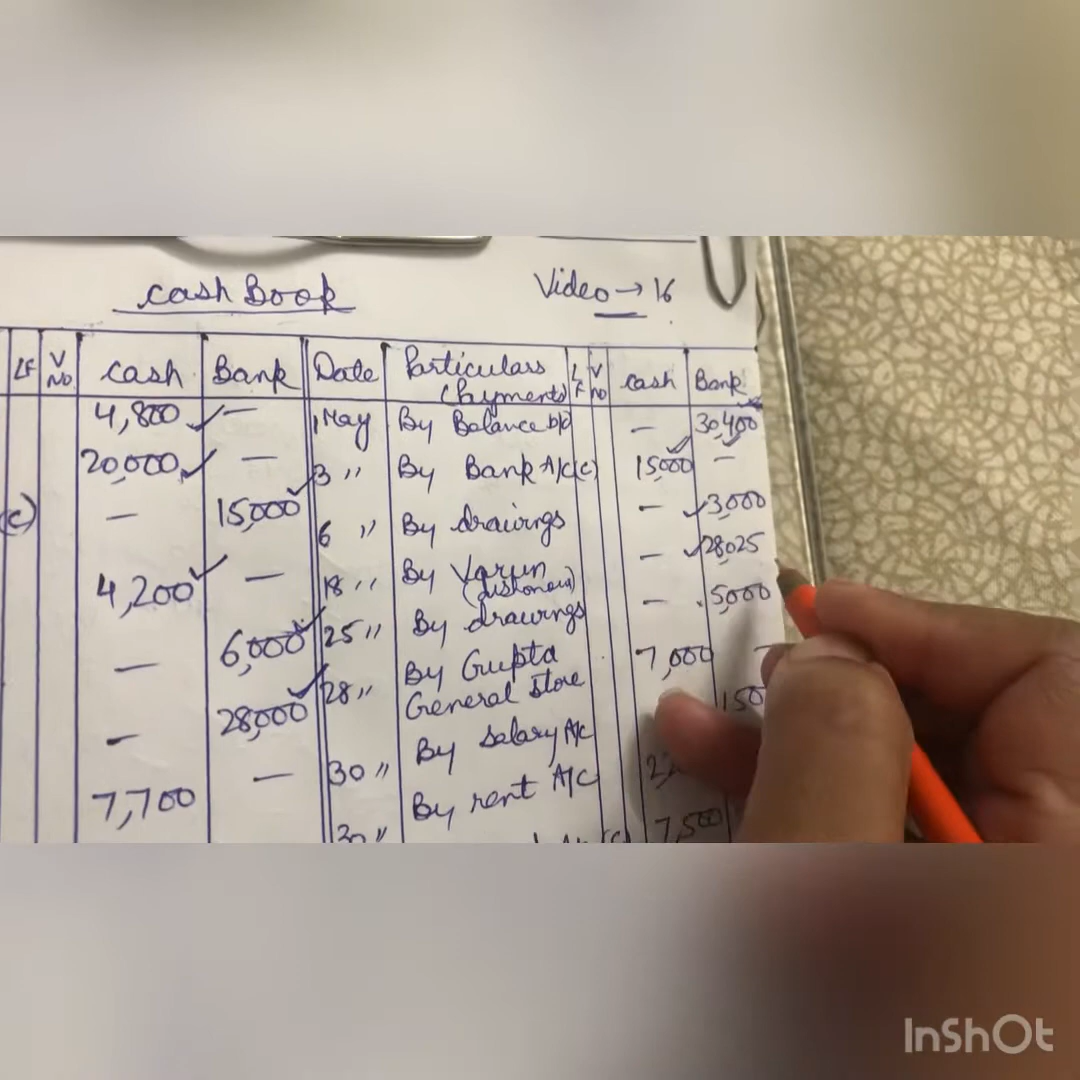 Cash Book
Video → 16
LF V No Cash Bank Date Particulars (Payments) LF V No Cash Bank
4,800 — 1 May By Balance b/d — 30,400
20,000 — 3 " By Bank A/c (c) 15,000 —
(c) — 15,000 6 " By drawings — 3,000
4,200 — 18 " By Varun (dishonour) — 28,025
— 6,000 25 " By drawings — 5,000
— 28,000 28 " By Gupta General Store 7,000
By Salary A/c
7,700 — 30 " By rent A/c
30 " (c) 7,500
InShOt